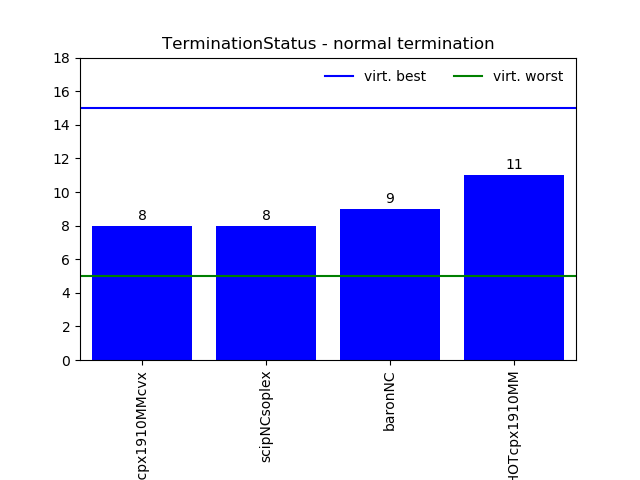 TerminationStatus - normal termination
18
16
14
12
10
8
6
4
2
0
virt. best
virt. worst
8
8
9
11
cpx1910MMcvx
scipNCsoplex
baronNC